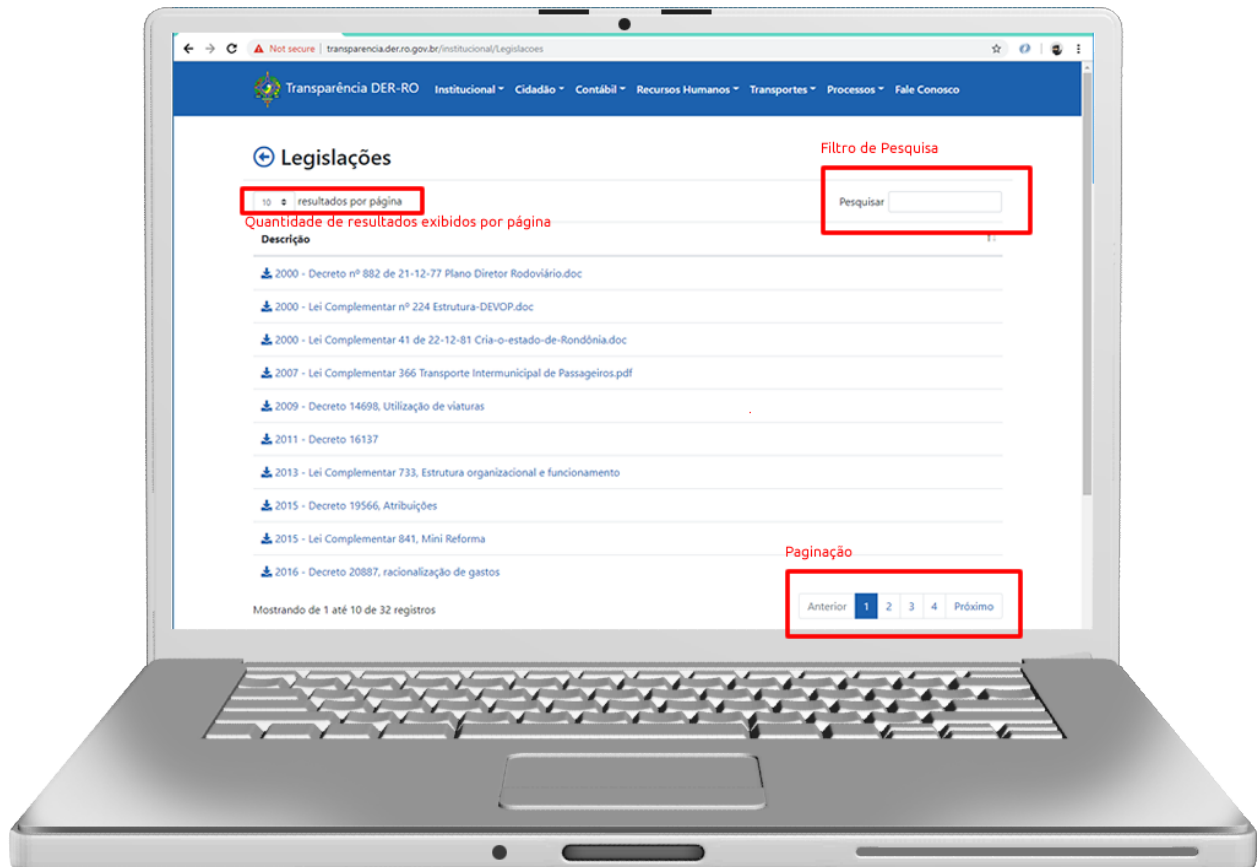 Not secure | transparencia.der.ro.gov.br/institucional/Legislacoes
Transparência DER-RO Institucional Cidadão Contábil Recursos Humanos Transportes Processos Fale Conosco
Filtro de Pesquisa
Legislações
10 resultados por página
Pesquisar
Quantidade de resultados exibidos por página
Descrição
2000 - Decreto nº 882 de 21-12-77 Plano Diretor Rodoviário.doc
2000 - Lei Complementar nº 224 Estrutura-DEVOP.doc
2000 - Lei Complementar 41 de 22-12-81 Cria-o-estado-de-Rondônia.doc
2007 - Lei Complementar 366 Transporte Intermunicipal de Passageiros.pdf
2009 - Decreto 14698, Utilização de viaturas
2011 - Decreto 16137
2013 - Lei Complementar 733, Estrutura organizacional e funcionamento
2015 - Decreto 19566, Atribuições
2015 - Lei Complementar 841, Mini Reforma
2016 - Decreto 20887, racionalização de gastos
Paginação
Mostrando de 1 até 10 de 32 registros
Anterior 1 2 3 4 Próximo